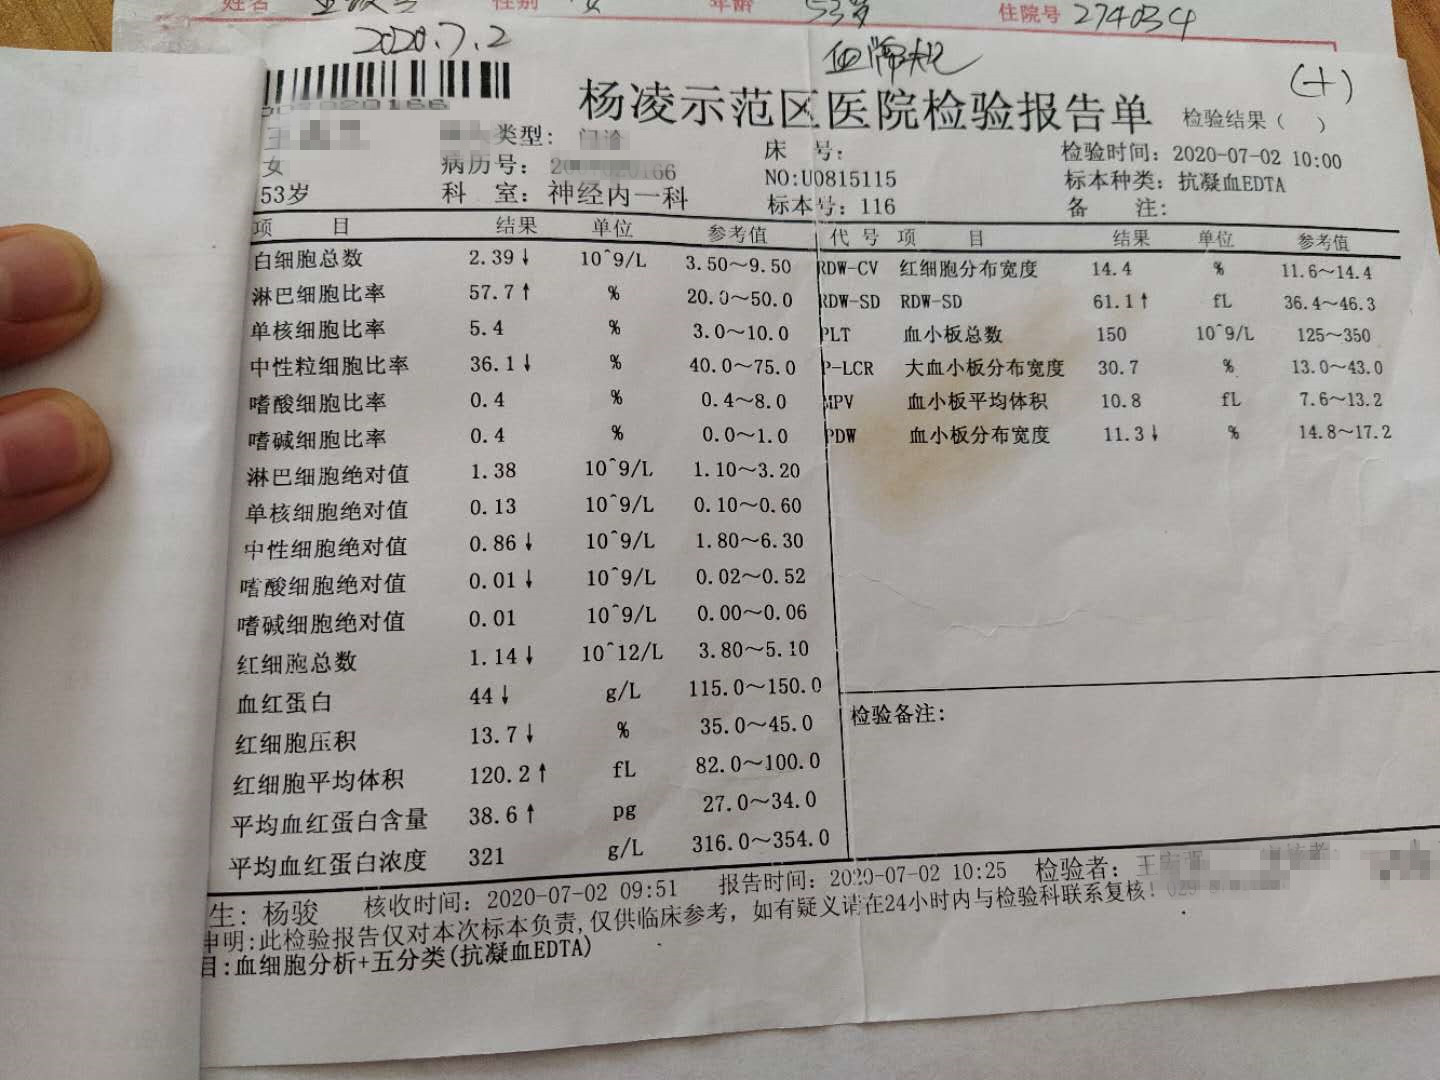 姓名 性别 女 年龄 53岁 住院号 274034
2020.7.2
血常规 (+)
杨凌示范区医院检验报告单 检验结果( )
类型: 门诊 床 号: 检验时间: 2020-07-02 10:00
女 病历号: 166 NO:U0815115 标本种类: 抗凝血EDTA
53岁 科 室: 神经内一科 标本号: 116 备 注:
项 目 结果 单位 参考值 代 号 项 目 结果 单位 参考值
白细胞总数 2.39↓ 10^9/L 3.50~9.50 RDW-CV 红细胞分布宽度 14.4 % 11.6~14.4
淋巴细胞比率 57.7↑ % 20.0~50.0 RDW-SD RDW-SD 61.1↑ fL 36.4~46.3
单核细胞比率 5.4 % 3.0~10.0 PLT 血小板总数 150 10^9/L 125~350
中性粒细胞比率 36.1↓ % 40.0~75.0 P-LCR 大血小板分布宽度 30.7 % 13.0~43.0
嗜酸细胞比率 0.4 % 0.4~8.0 MPV 血小板平均体积 10.8 fL 7.6~13.2
嗜碱细胞比率 0.4 % 0.0~1.0 PDW 血小板分布宽度 11.3↓ % 14.8~17.2
淋巴细胞绝对值 1.38 10^9/L 1.10~3.20
单核细胞绝对值 0.13 10^9/L 0.10~0.60
中性细胞绝对值 0.86↓ 10^9/L 1.80~6.30
嗜酸细胞绝对值 0.01↓ 10^9/L 0.02~0.52
嗜碱细胞绝对值 0.01 10^9/L 0.00~0.06
红细胞总数 1.14↓ 10^12/L 3.80~5.10
血红蛋白 44↓ g/L 115.0~150.0
红细胞压积 13.7↓ % 35.0~45.0 检验备注:
红细胞平均体积 120.2↑ fL 82.0~100.0
平均血红蛋白含量 38.6↑ pg 27.0~34.0
平均血红蛋白浓度 321 g/L 316.0~354.0
生: 杨骏 核收时间: 2020-07-02 09:51 报告时间: 2020-07-02 10:25 检验者:
申明:此检验报告仅对本次标本负责,仅供临床参考, 如有疑义请在24小时内与检验科联系复核!
目:血细胞分析+五分类(抗凝血EDTA)